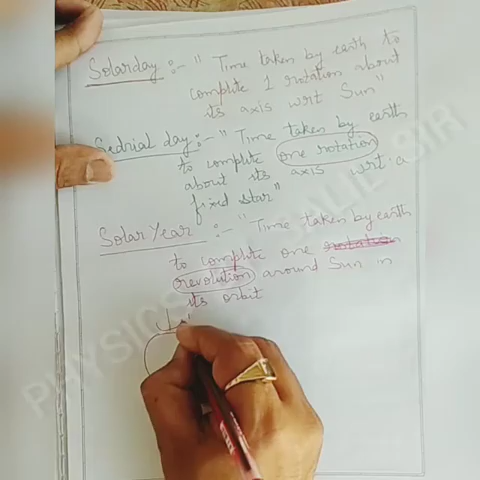 Solar day :- " Time taken by earth to
complete 1 rotation about
its axis wrt Sun "
Sedrial day :- " Time taken by earth
to complete one rotation
about its axis wrt a
fixed star "
Solar Year :- " Time taken by earth
to complete one rotation
revolution around Sun in
its orbit